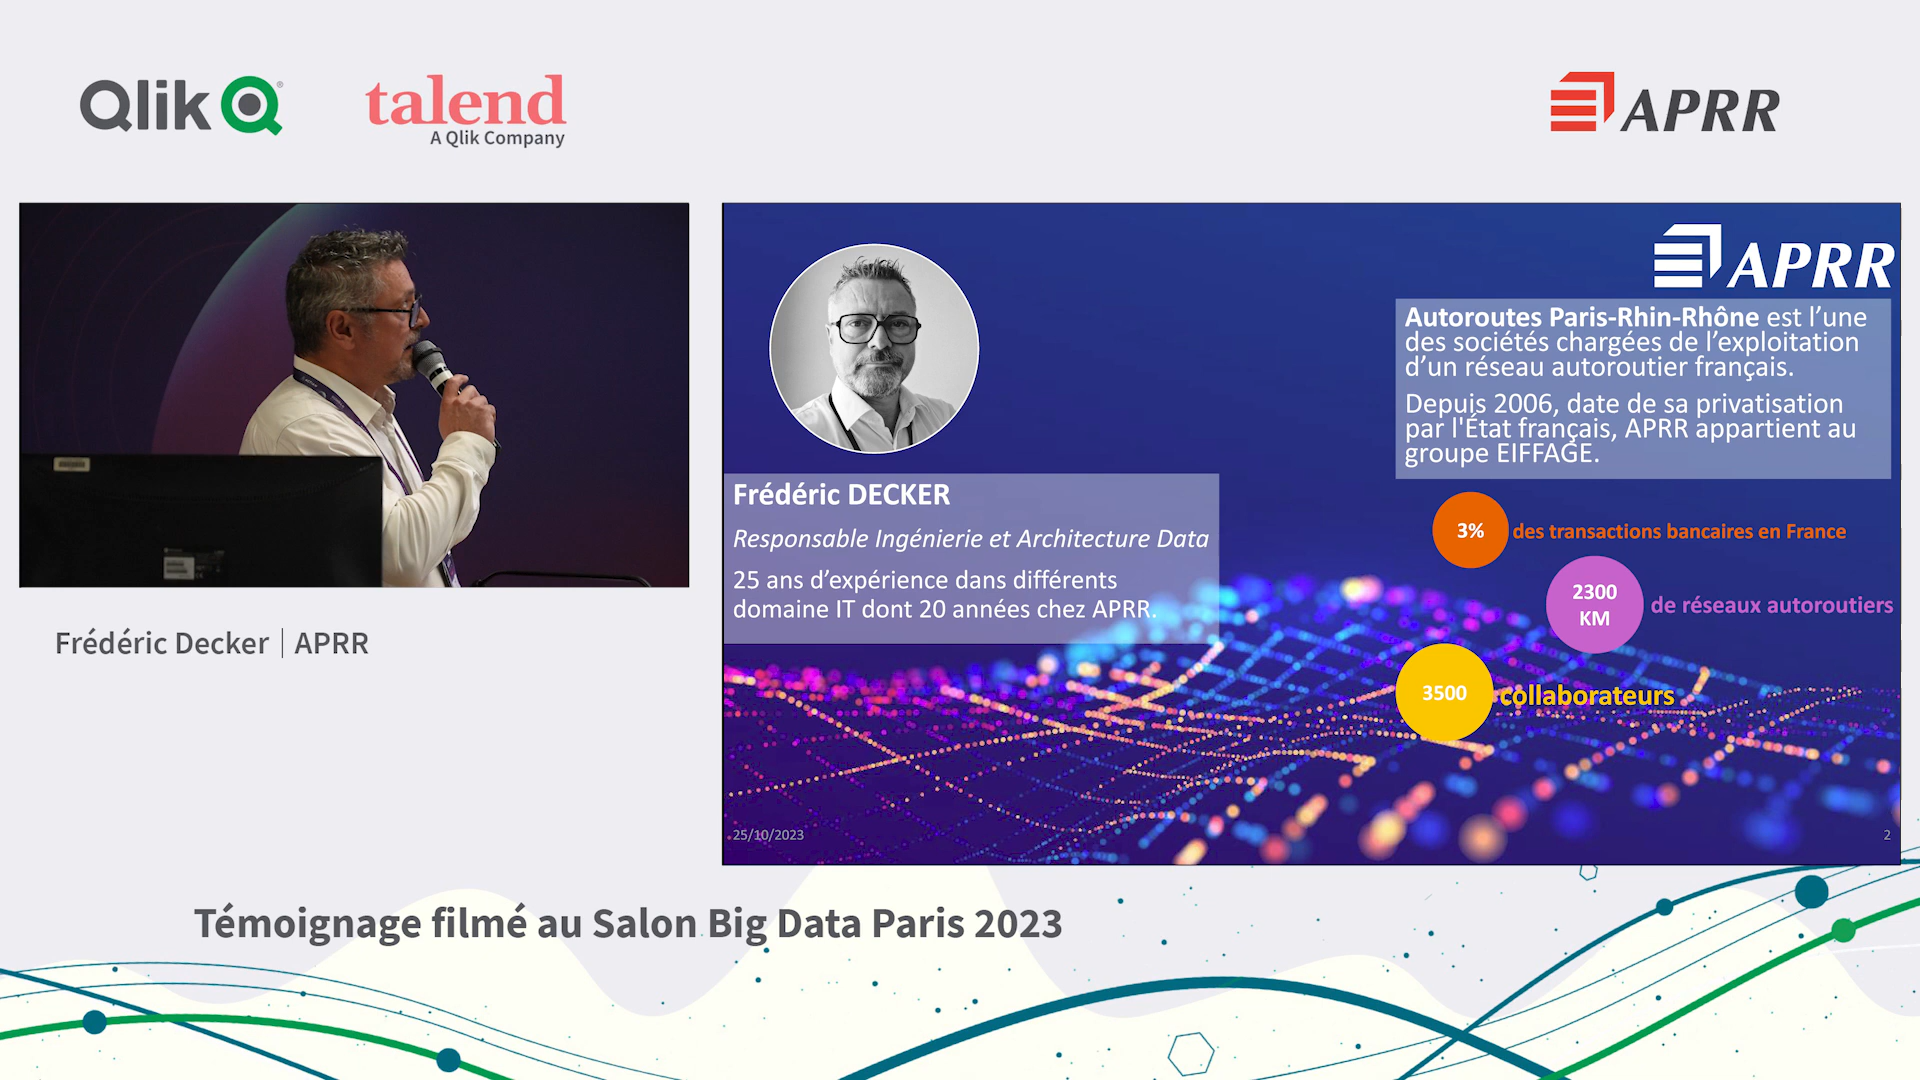 Qlik
talend
A Qlik Company
APRR
APRR
Autoroutes Paris-Rhin-Rhône est l’une
des sociétés chargées de l’exploitation
d’un réseau autoroutier français.
Depuis 2006, date de sa privatisation
par l'État français, APRR appartient au
groupe EIFFAGE.
Frédéric DECKER
Responsable Ingénierie et Architecture Data
25 ans d’expérience dans différents
domaine IT dont 20 années chez APRR.
3% des transactions bancaires en France
2300
KM
de réseaux autoroutiers
3500 collaborateurs
25/10/2023
2
Frédéric Decker | APRR
Témoignage filmé au Salon Big Data Paris 2023